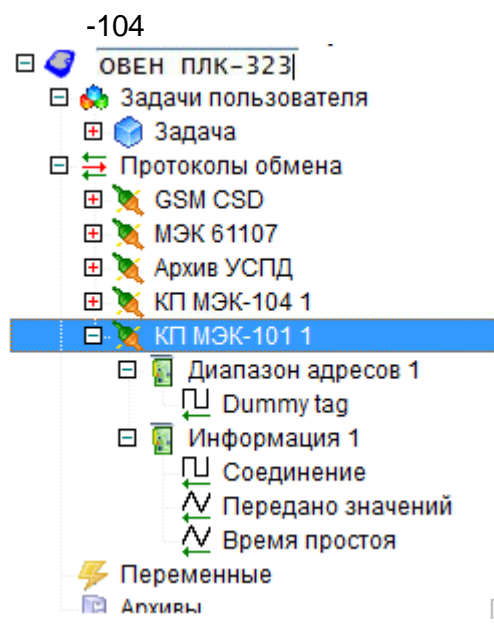 -104
ОВЕН ПЛК-323
Задачи пользователя
Задача
Протоколы обмена
GSM CSD
МЭК 61107
Архив УСПД
КП МЭК-104 1
КП МЭК-101 1
Диапазон адресов 1
Dummy tag
Информация 1
Соединение
Передано значений
Время простоя
Переменные
Архивы